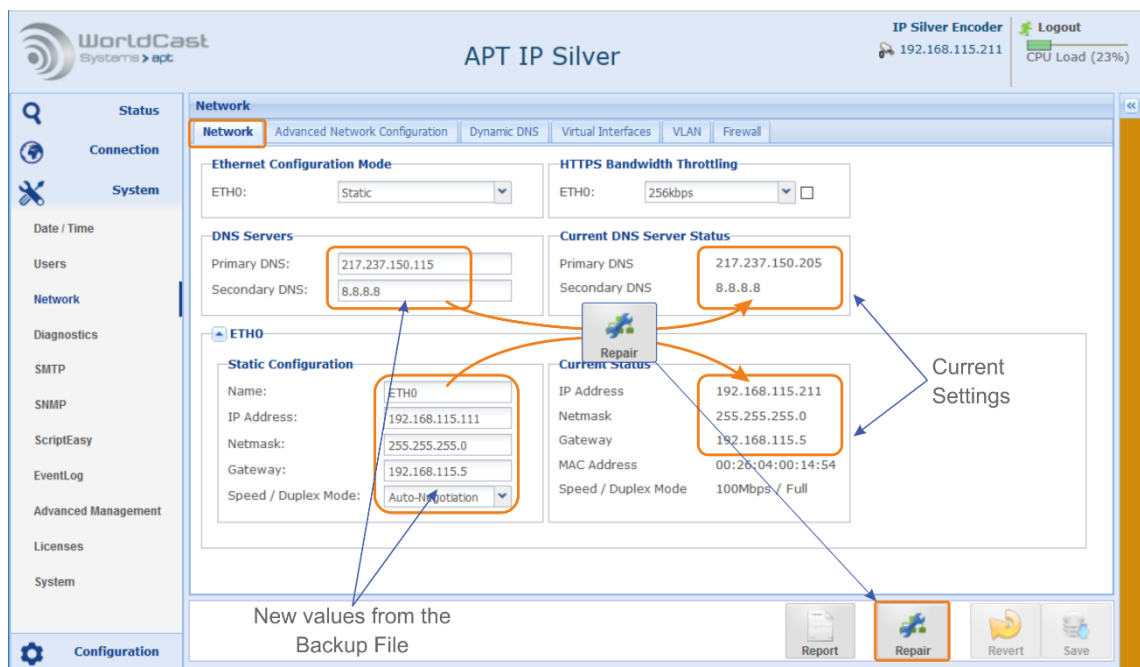 WorldCast
Systems > apt
APT IP Silver
IP Silver Encoder
192.168.115.211
Logout
CPU Load (23%)
Status
Connection
System
Date / Time
Users
Network
Diagnostics
SMTP
SNMP
ScriptEasy
EventLog
Advanced Management
Licenses
System
Configuration
Network
Network Advanced Network Configuration Dynamic DNS Virtual Interfaces VLAN Firewall
Ethernet Configuration Mode
ETH0: Static
HTTPS Bandwidth Throttling
ETH0: 256kbps
DNS Servers
Primary DNS: 217.237.150.115
Secondary DNS: 8.8.8.8
Current DNS Server Status
Primary DNS 217.237.150.205
Secondary DNS 8.8.8.8
Repair
ETH0
Static Configuration
Name: ETH0
IP Address: 192.168.115.111
Netmask: 255.255.255.0
Gateway: 192.168.115.5
Speed / Duplex Mode: Auto-Negotiation
Current Status
IP Address 192.168.115.211
Netmask 255.255.255.0
Gateway 192.168.115.5
MAC Address 00:26:04:00:14:54
Speed / Duplex Mode 100Mbps / Full
Current
Settings
New values from the
Backup File
Report Repair Revert Save